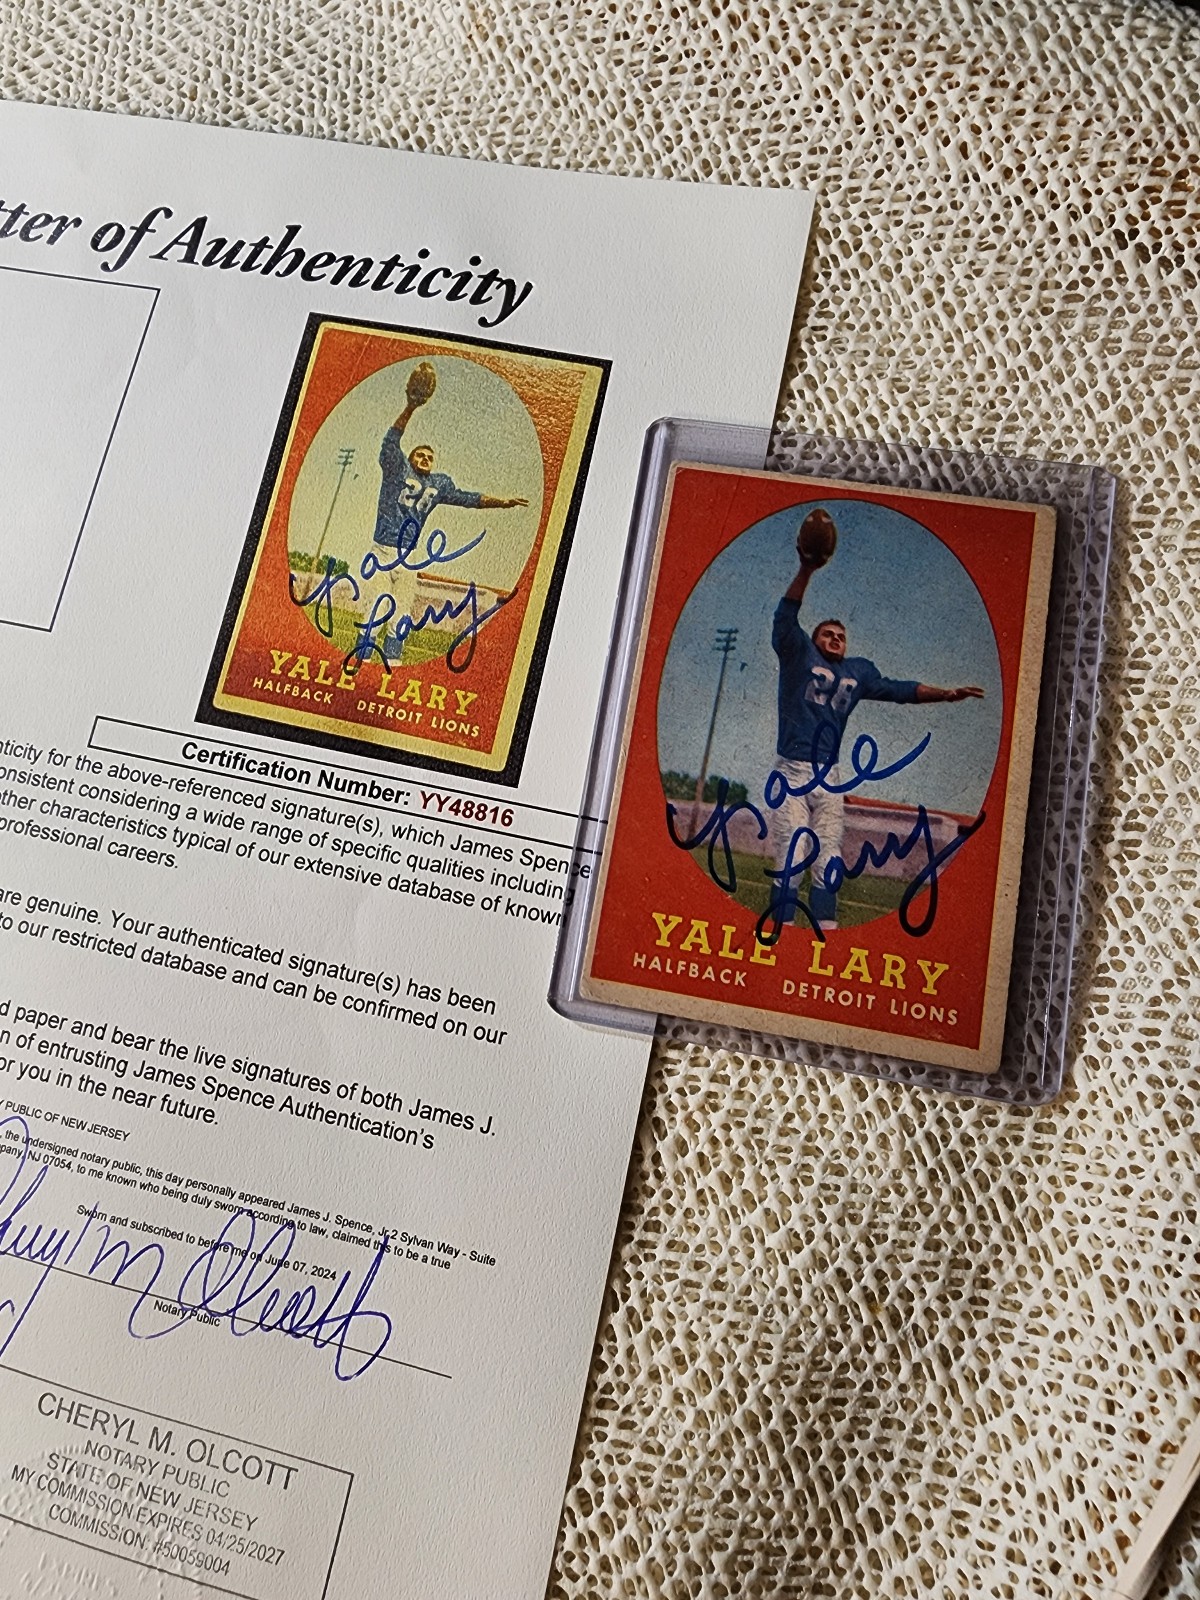 of Authenticity
28
Yale
Lary
YALE LARY
HALFBACK DETROIT LIONS
Certification Number: YY48816
for the above-referenced signature(s), which James Spence
considering a wide range of specific qualities including
characteristics typical of our extensive database of known
professional careers.
are genuine. Your authenticated signature(s) has been
to our restricted database and can be confirmed on our
paper and bear the live signatures of both James J.
of entrusting James Spence Authentication's
you in the near future.
PUBLIC OF NEW JERSEY
the undersigned notary public, this day personally appeared James J. Spence, Jr 2 Sylvan Way - Suite
NJ 07054, to me known who being duly sworn according to law, claimed this to be a true
Sworn and subscribed to before me on June 07, 2024
Notary Public
CHERYL M. OLCOTT
NOTARY PUBLIC
STATE OF NEW JERSEY
MY COMMISSION EXPIRES 04/25/2027
COMMISSION: #50059004
28
Yale
Lary
YALE LARY
HALFBACK DETROIT LIONS